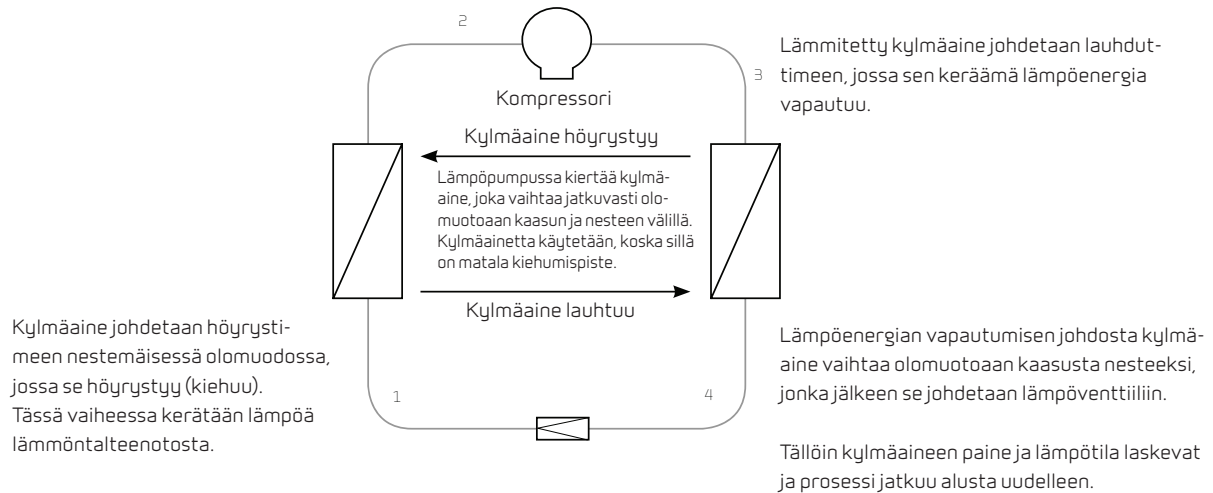 2
Kompressori
Lämmitetty kylmäaine johdetaan lauhdut-
timeen, jossa sen keräämä lämpöenergia
vapautuu.
3
Kylmäaine höyrystyy
Lämpöpumpussa kiertää kylmä-
aine, joka vaihtaa jatkuvasti olo-
muotoaan kaasun ja nesteen välillä.
Kylmäainetta käytetään, koska sillä
on matala kiehumispiste.
Kylmäaine lauhtuu
Kylmäaine johdetaan höyrysti-
meen nestemäisessä olomuodossa,
jossa se höyrystyy (kiehuu).
Tässä vaiheessa kerätään lämpöä
lämmöntalteenotosta.
1
4
Lämpöenergian vapautumisen johdosta kylmä-
aine vaihtaa olomuotoaan kaasusta nesteeksi,
jonka jälkeen se johdetaan lämpöventtiiliin.
Tällöin kylmäaineen paine ja lämpötila laskevat
ja prosessi jatkuu alusta uudelleen.